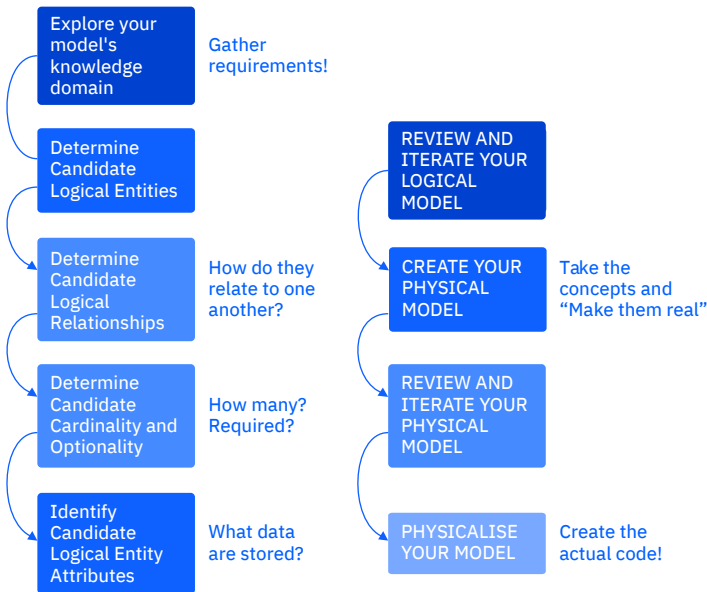 Explore your
model's
knowledge
domain
Gather
requirements!
Determine
Candidate
Logical Entities
Determine
Candidate
Logical
Relationships
How do they
relate to one
another?
Determine
Candidate
Cardinality and
Optionality
How many?
Required?
Identify
Candidate
Logical Entity
Attributes
What data
are stored?
REVIEW AND
ITERATE YOUR
LOGICAL
MODEL
CREATE YOUR
PHYSICAL
MODEL
Take the
concepts and
“Make them real”
REVIEW AND
ITERATE YOUR
PHYSICAL
MODEL
PHYSICALISE
YOUR MODEL
Create the
actual code!